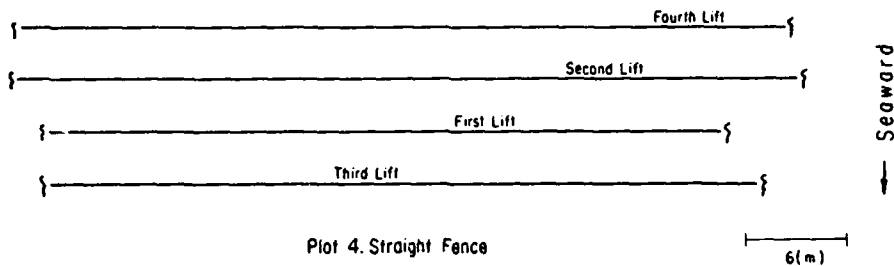 Fourth Lift
Second Lift
First Lift
Third Lift
Seaward
Plot 4. Straight Fence
6(m)